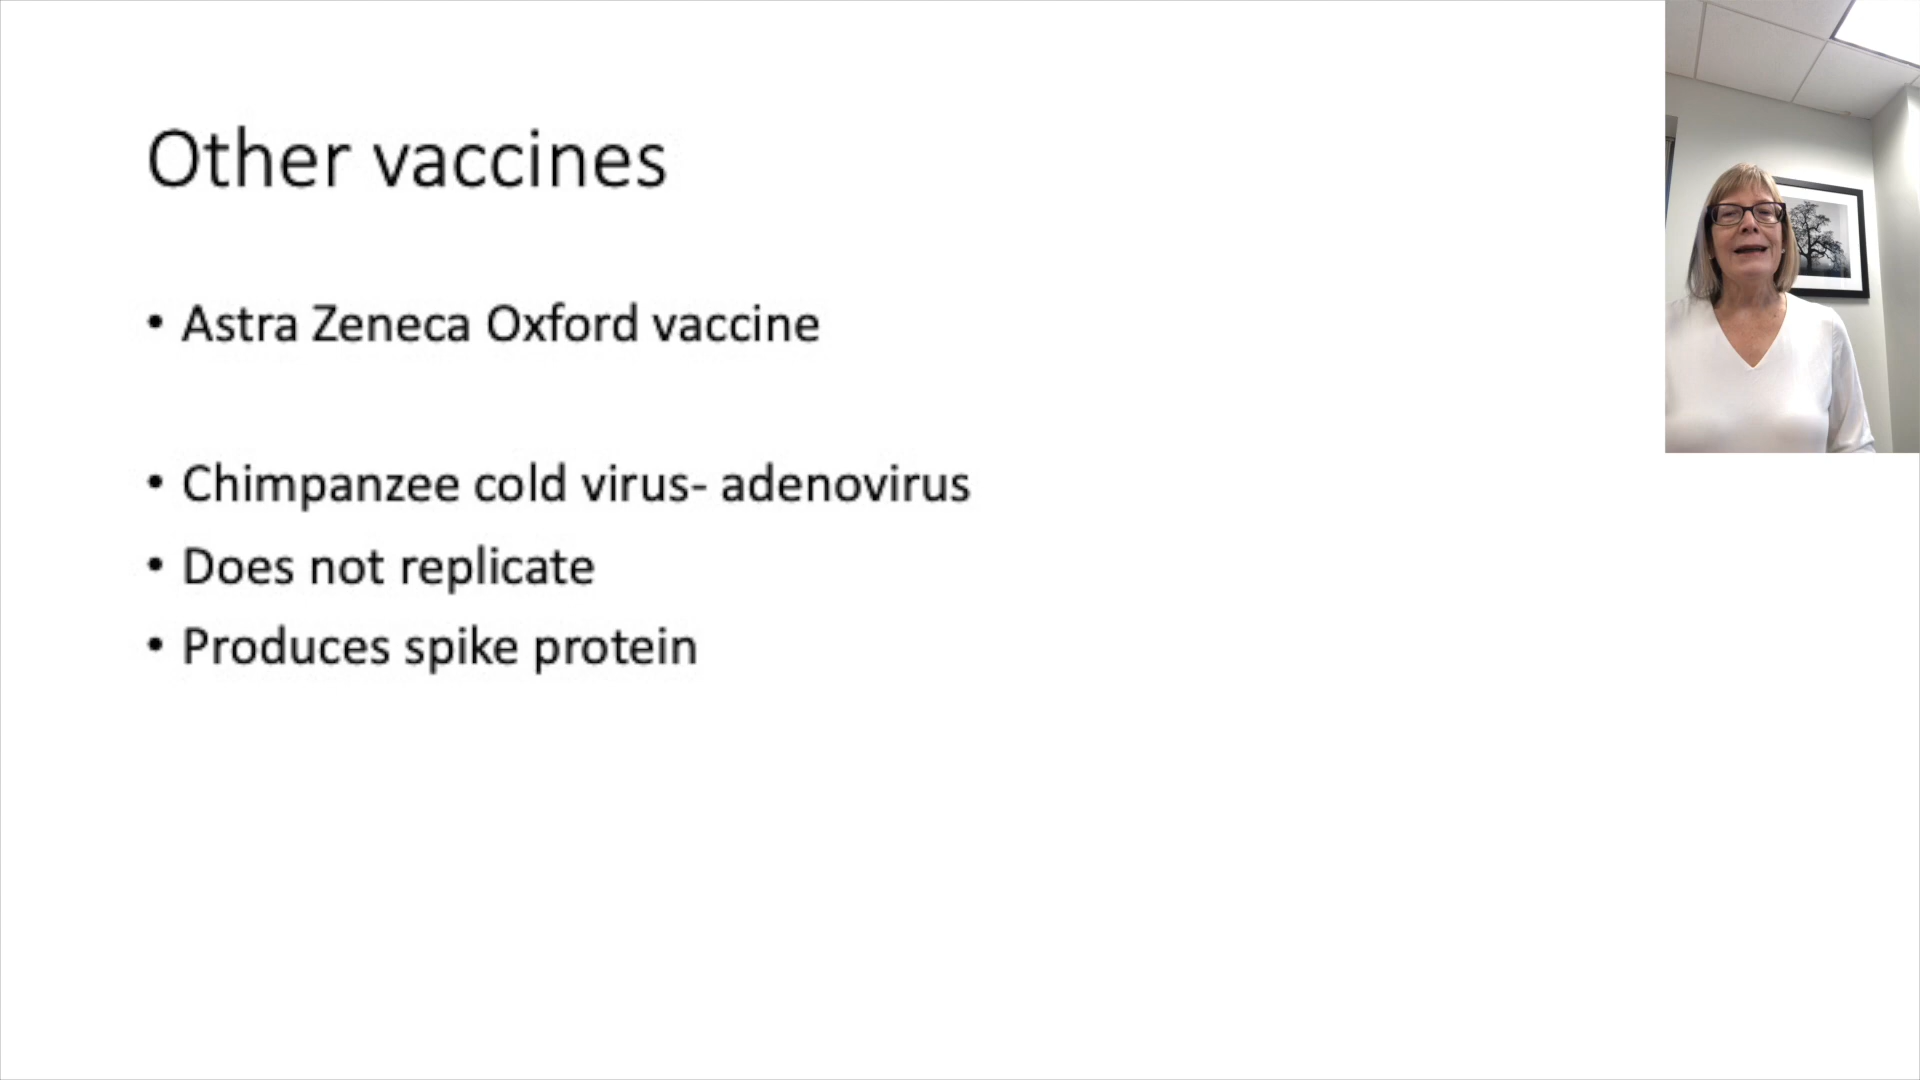 Other vaccines
• Astra Zeneca Oxford vaccine
• Chimpanzee cold virus- adenovirus
• Does not replicate
• Produces spike protein